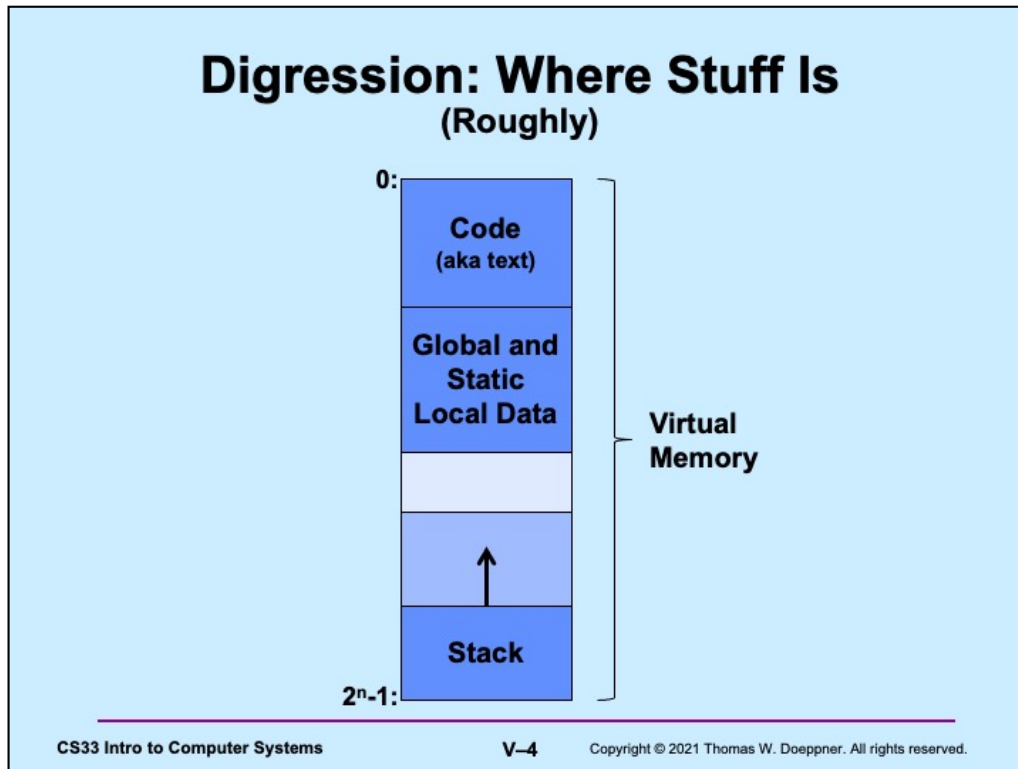 Digression: Where Stuff Is
(Roughly)
0:
Code
(aka text)
Global and
Static
Local Data
Virtual
Memory
Stack
2ⁿ-1:
CS33 Intro to Computer Systems
V–4
Copyright © 2021 Thomas W. Doeppner. All rights reserved.